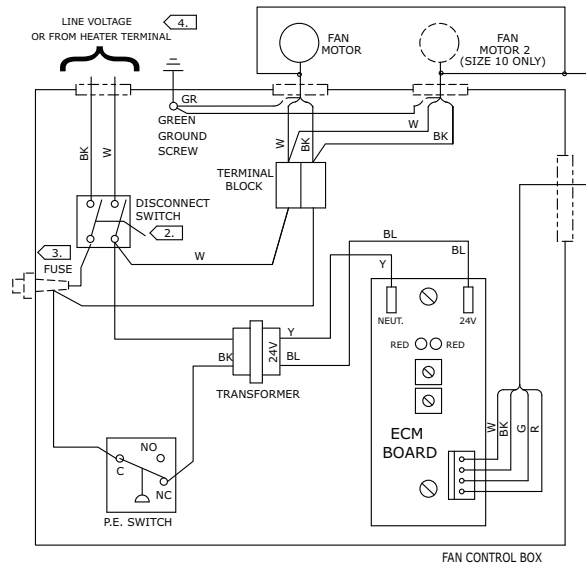 LINE VOLTAGE
OR FROM HEATER TERMINAL
4.
FAN
MOTOR
FAN
MOTOR 2
(SIZE 10 ONLY)
GR
GREEN
GROUND
SCREW
BK
W
W
BK
W
BK
TERMINAL
BLOCK
DISCONNECT
SWITCH
2.
3.
FUSE
W
BL
Y
BL
NEUT.
24V
RED
RED
Y
BK
24V
BL
TRANSFORMER
ECM
BOARD
W
BK
G
R
NO
C
NC
P.E. SWITCH
FAN CONTROL BOX